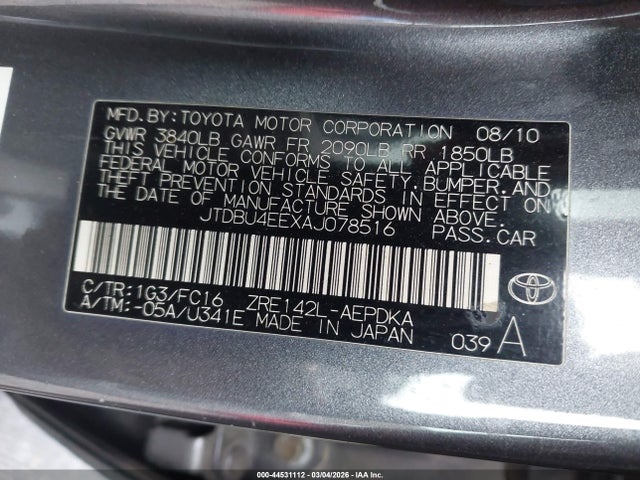 MFD.BY:TOYOTA MOTOR CORPORATION 08/10
GVWR 3840LB GAWR FR 2090LB RR 1850LB
THIS VEHICLE CONFORMS TO ALL APPLICABLE
FEDERAL MOTOR VEHICLE SAFETY,BUMPER,AND
THEFT PREVENTION STANDARDS IN EFFECT ON
THE DATE OF MANUFACTURE SHOWN ABOVE.
JTDBU4EEXAJ078516 PASS.CAR
C/TR:1G3/FC16 ZRE142L-AEPDKA
A/TM:-05A/U341E MADE IN JAPAN 039 A
000-44531112 - 03/04/2026 - IAA Inc.